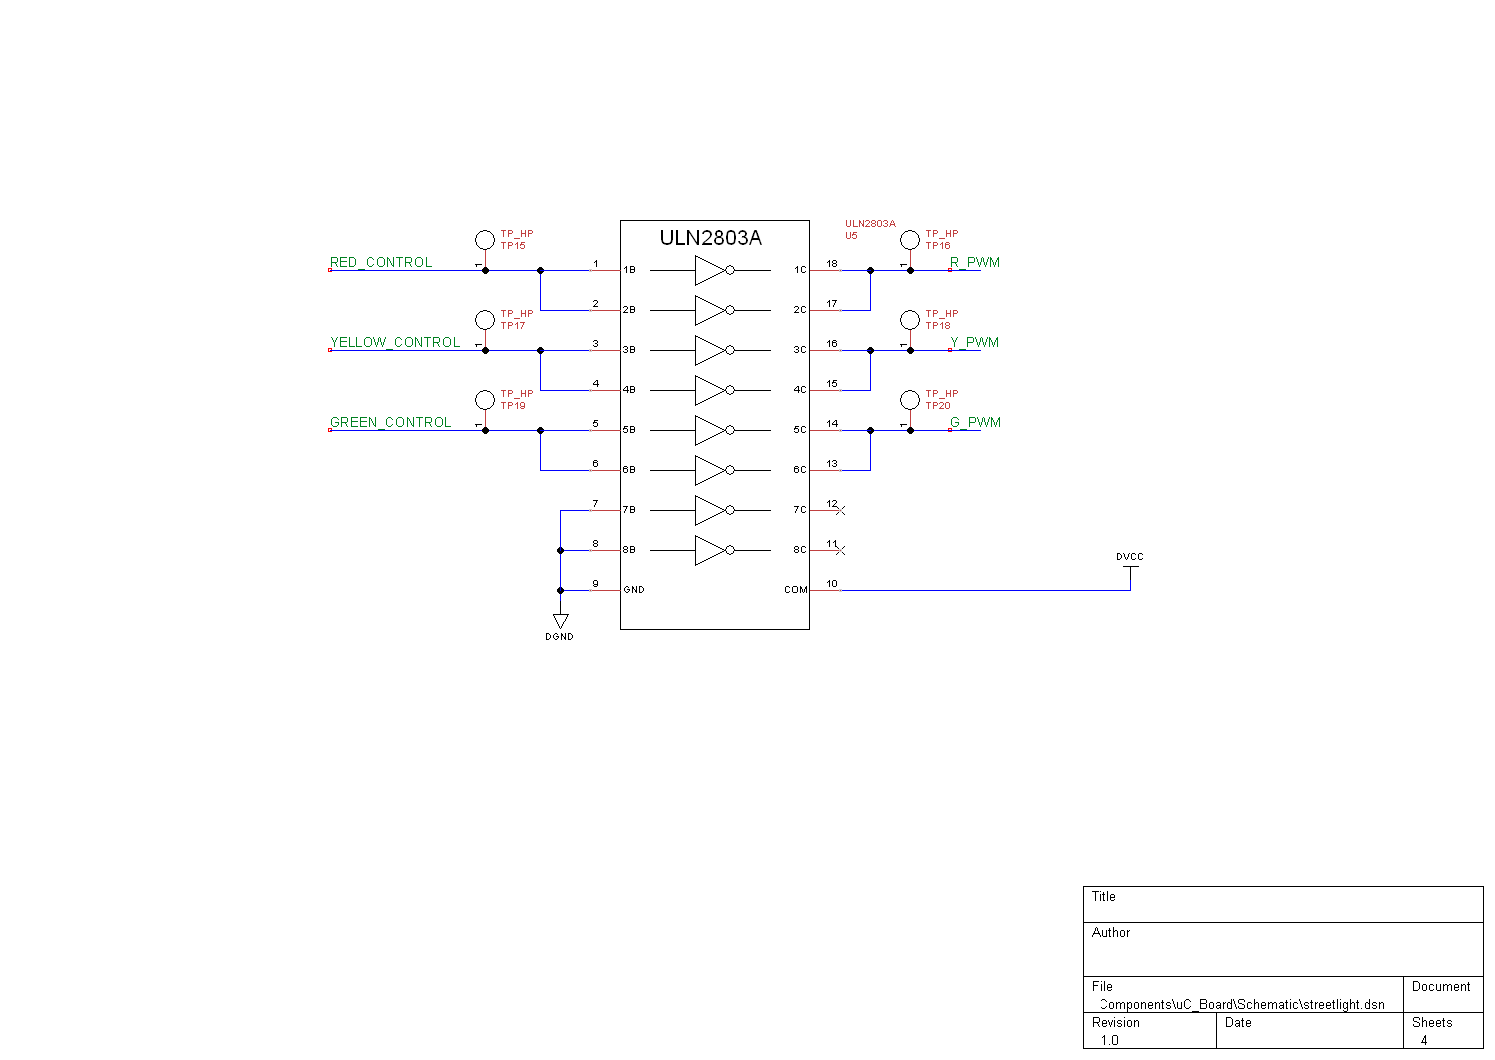 ULN2803A
ULN2803A
U5
TP_HP
TP15
TP_HP
TP16
RED_CONTROL
1
1
1B
1C
18
1
R_PWM
2
2B
2C
17
TP_HP
TP17
TP_HP
TP18
YELLOW_CONTROL
1
3
3B
3C
16
1
Y_PWM
4
4B
4C
15
TP_HP
TP19
TP_HP
TP20
GREEN_CONTROL
1
5
5B
5C
14
1
G_PWM
6
6B
6C
13
7
7B
7C
12
8
8B
8C
11
DVCC
9
GND
COM
10
DGND
Title
Author
File
Document
Components\uC_Board\Schematic\streetlight.dsn
Revision
Date
Sheets
1.0
4